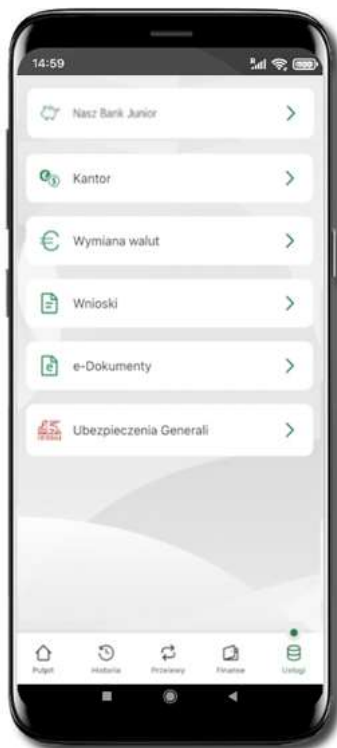 14:59
Nasz Bank Junior
Kantor
Wymiana walut
Wnioski
e-Dokumenty
Ubezpieczenia Generali
Pulpit
Historia
Przelewy
Finanse
Usługi